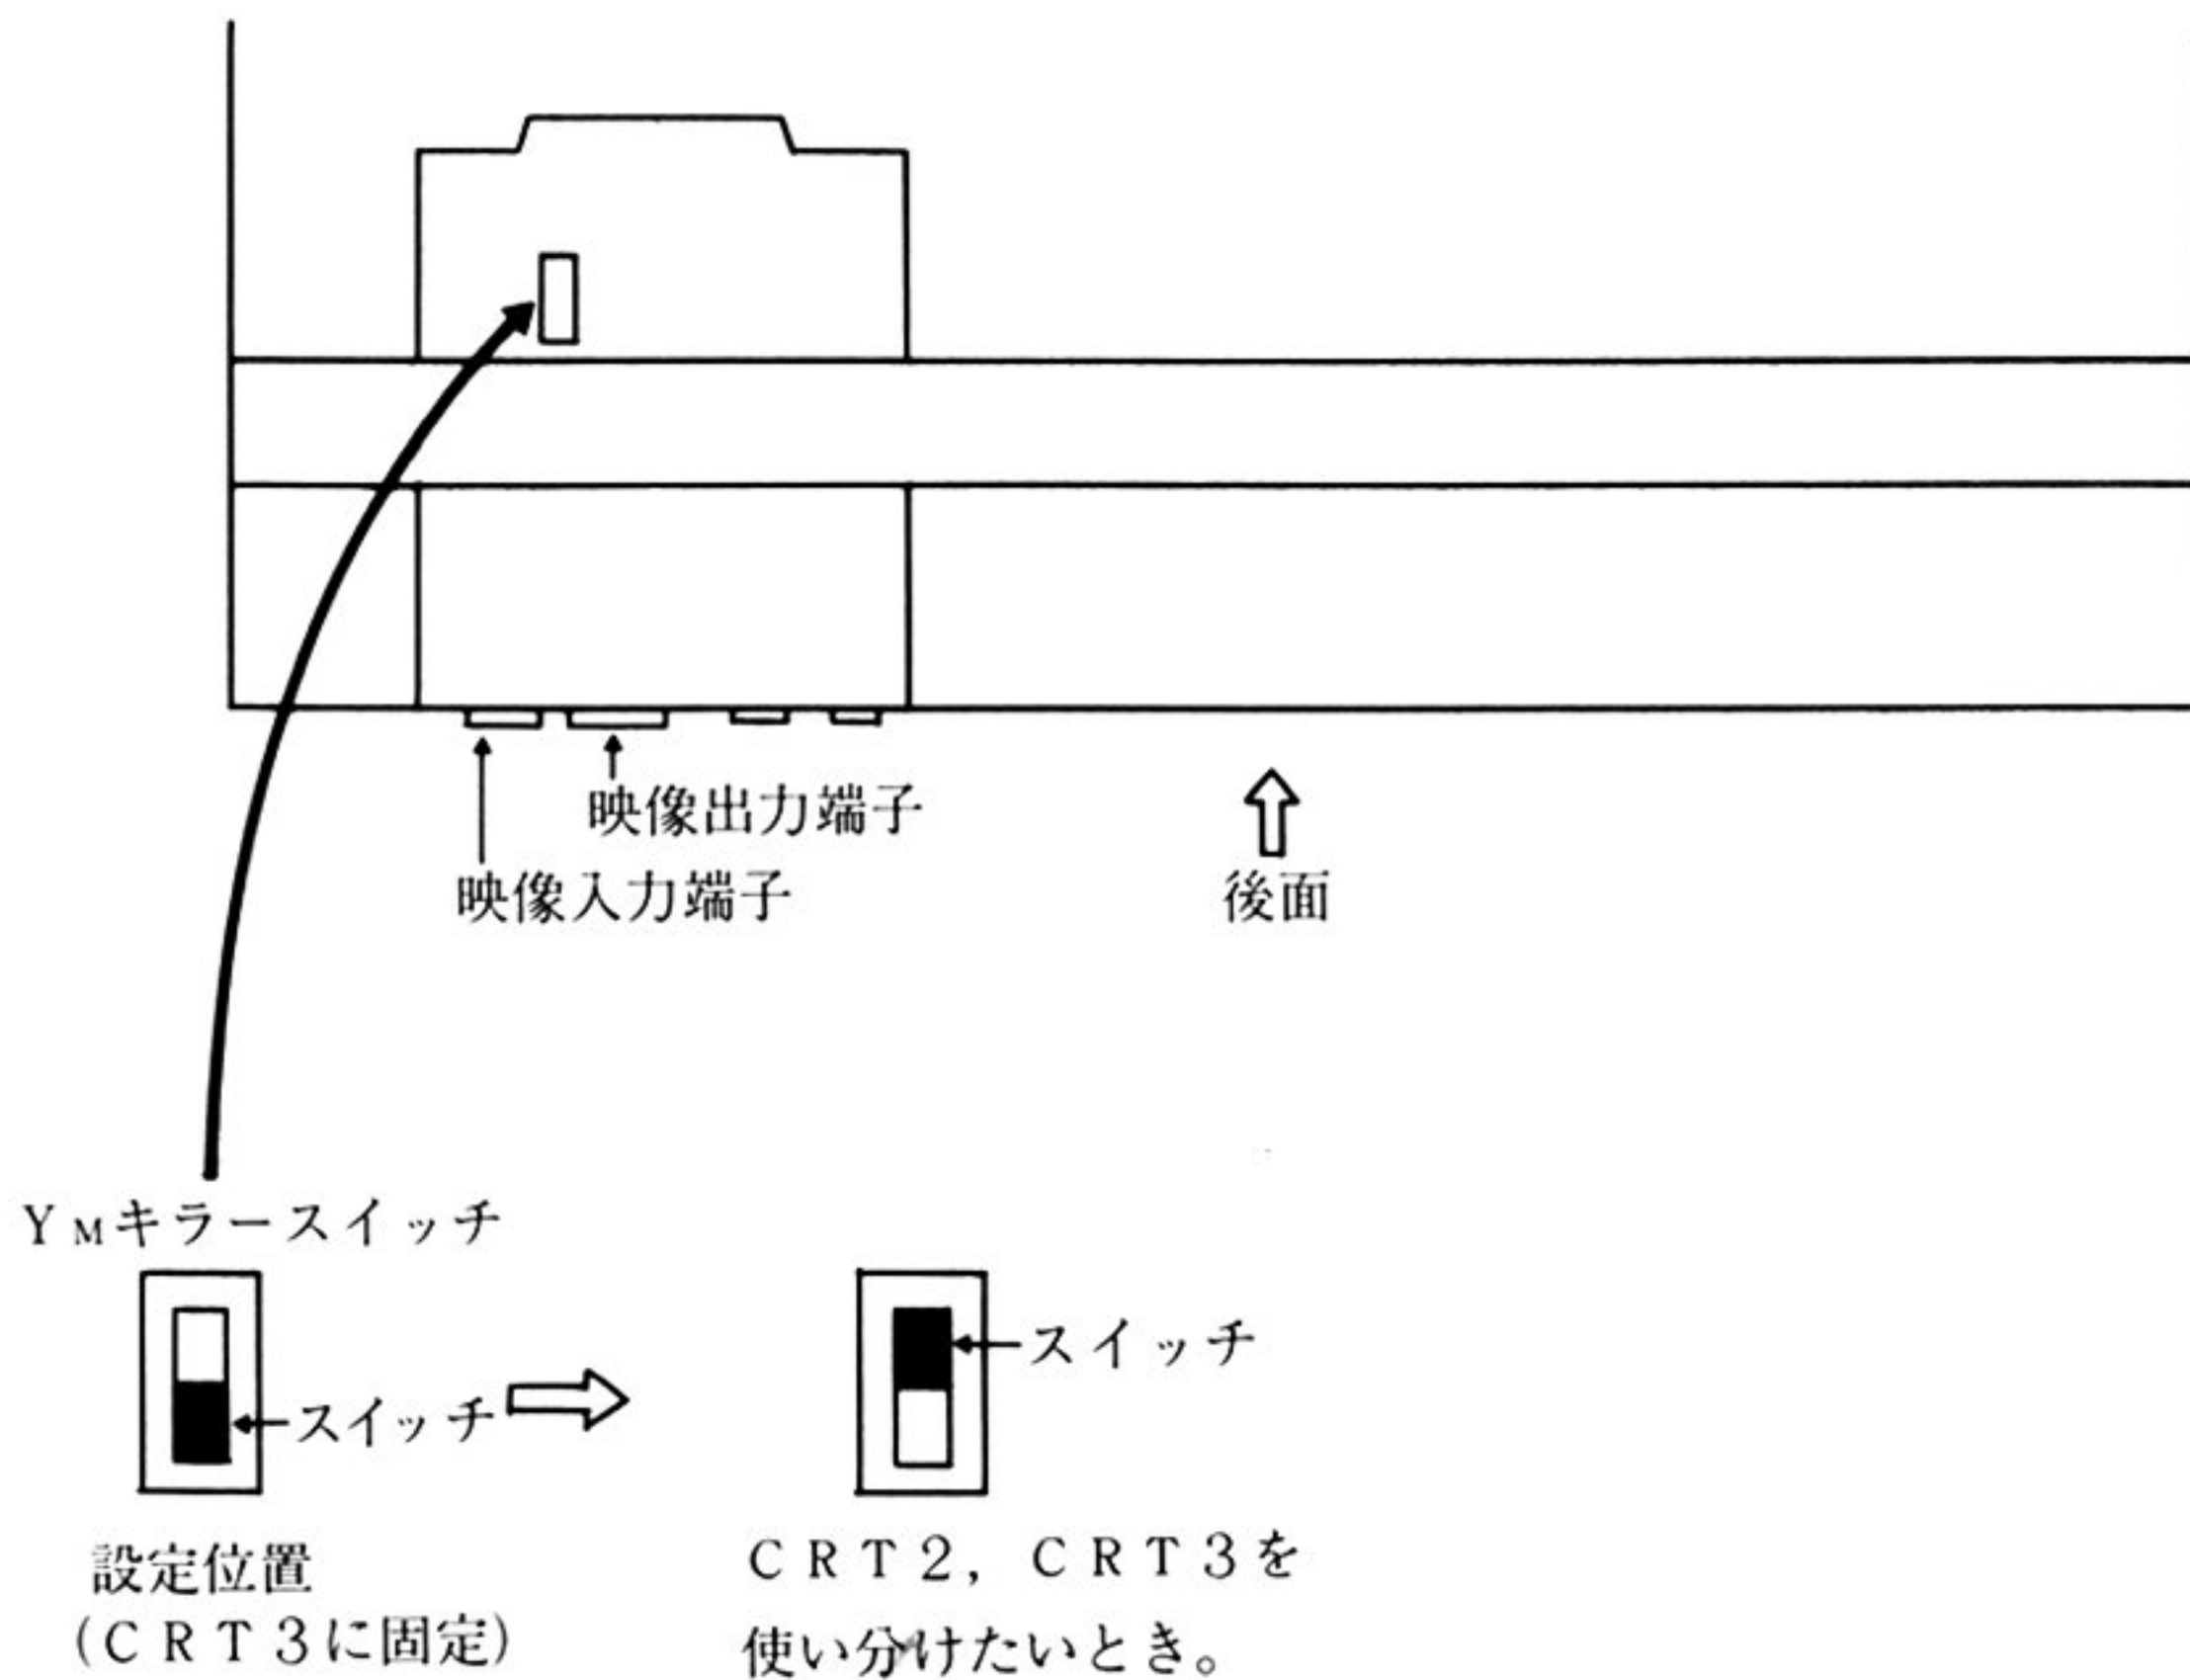 映像出力端子
映像入力端子
後面
YMキラースイッチ
スイッチ
スイッチ
設定位置
(CRT3に固定)
CRT2, CRT3を
使い分けたいとき。